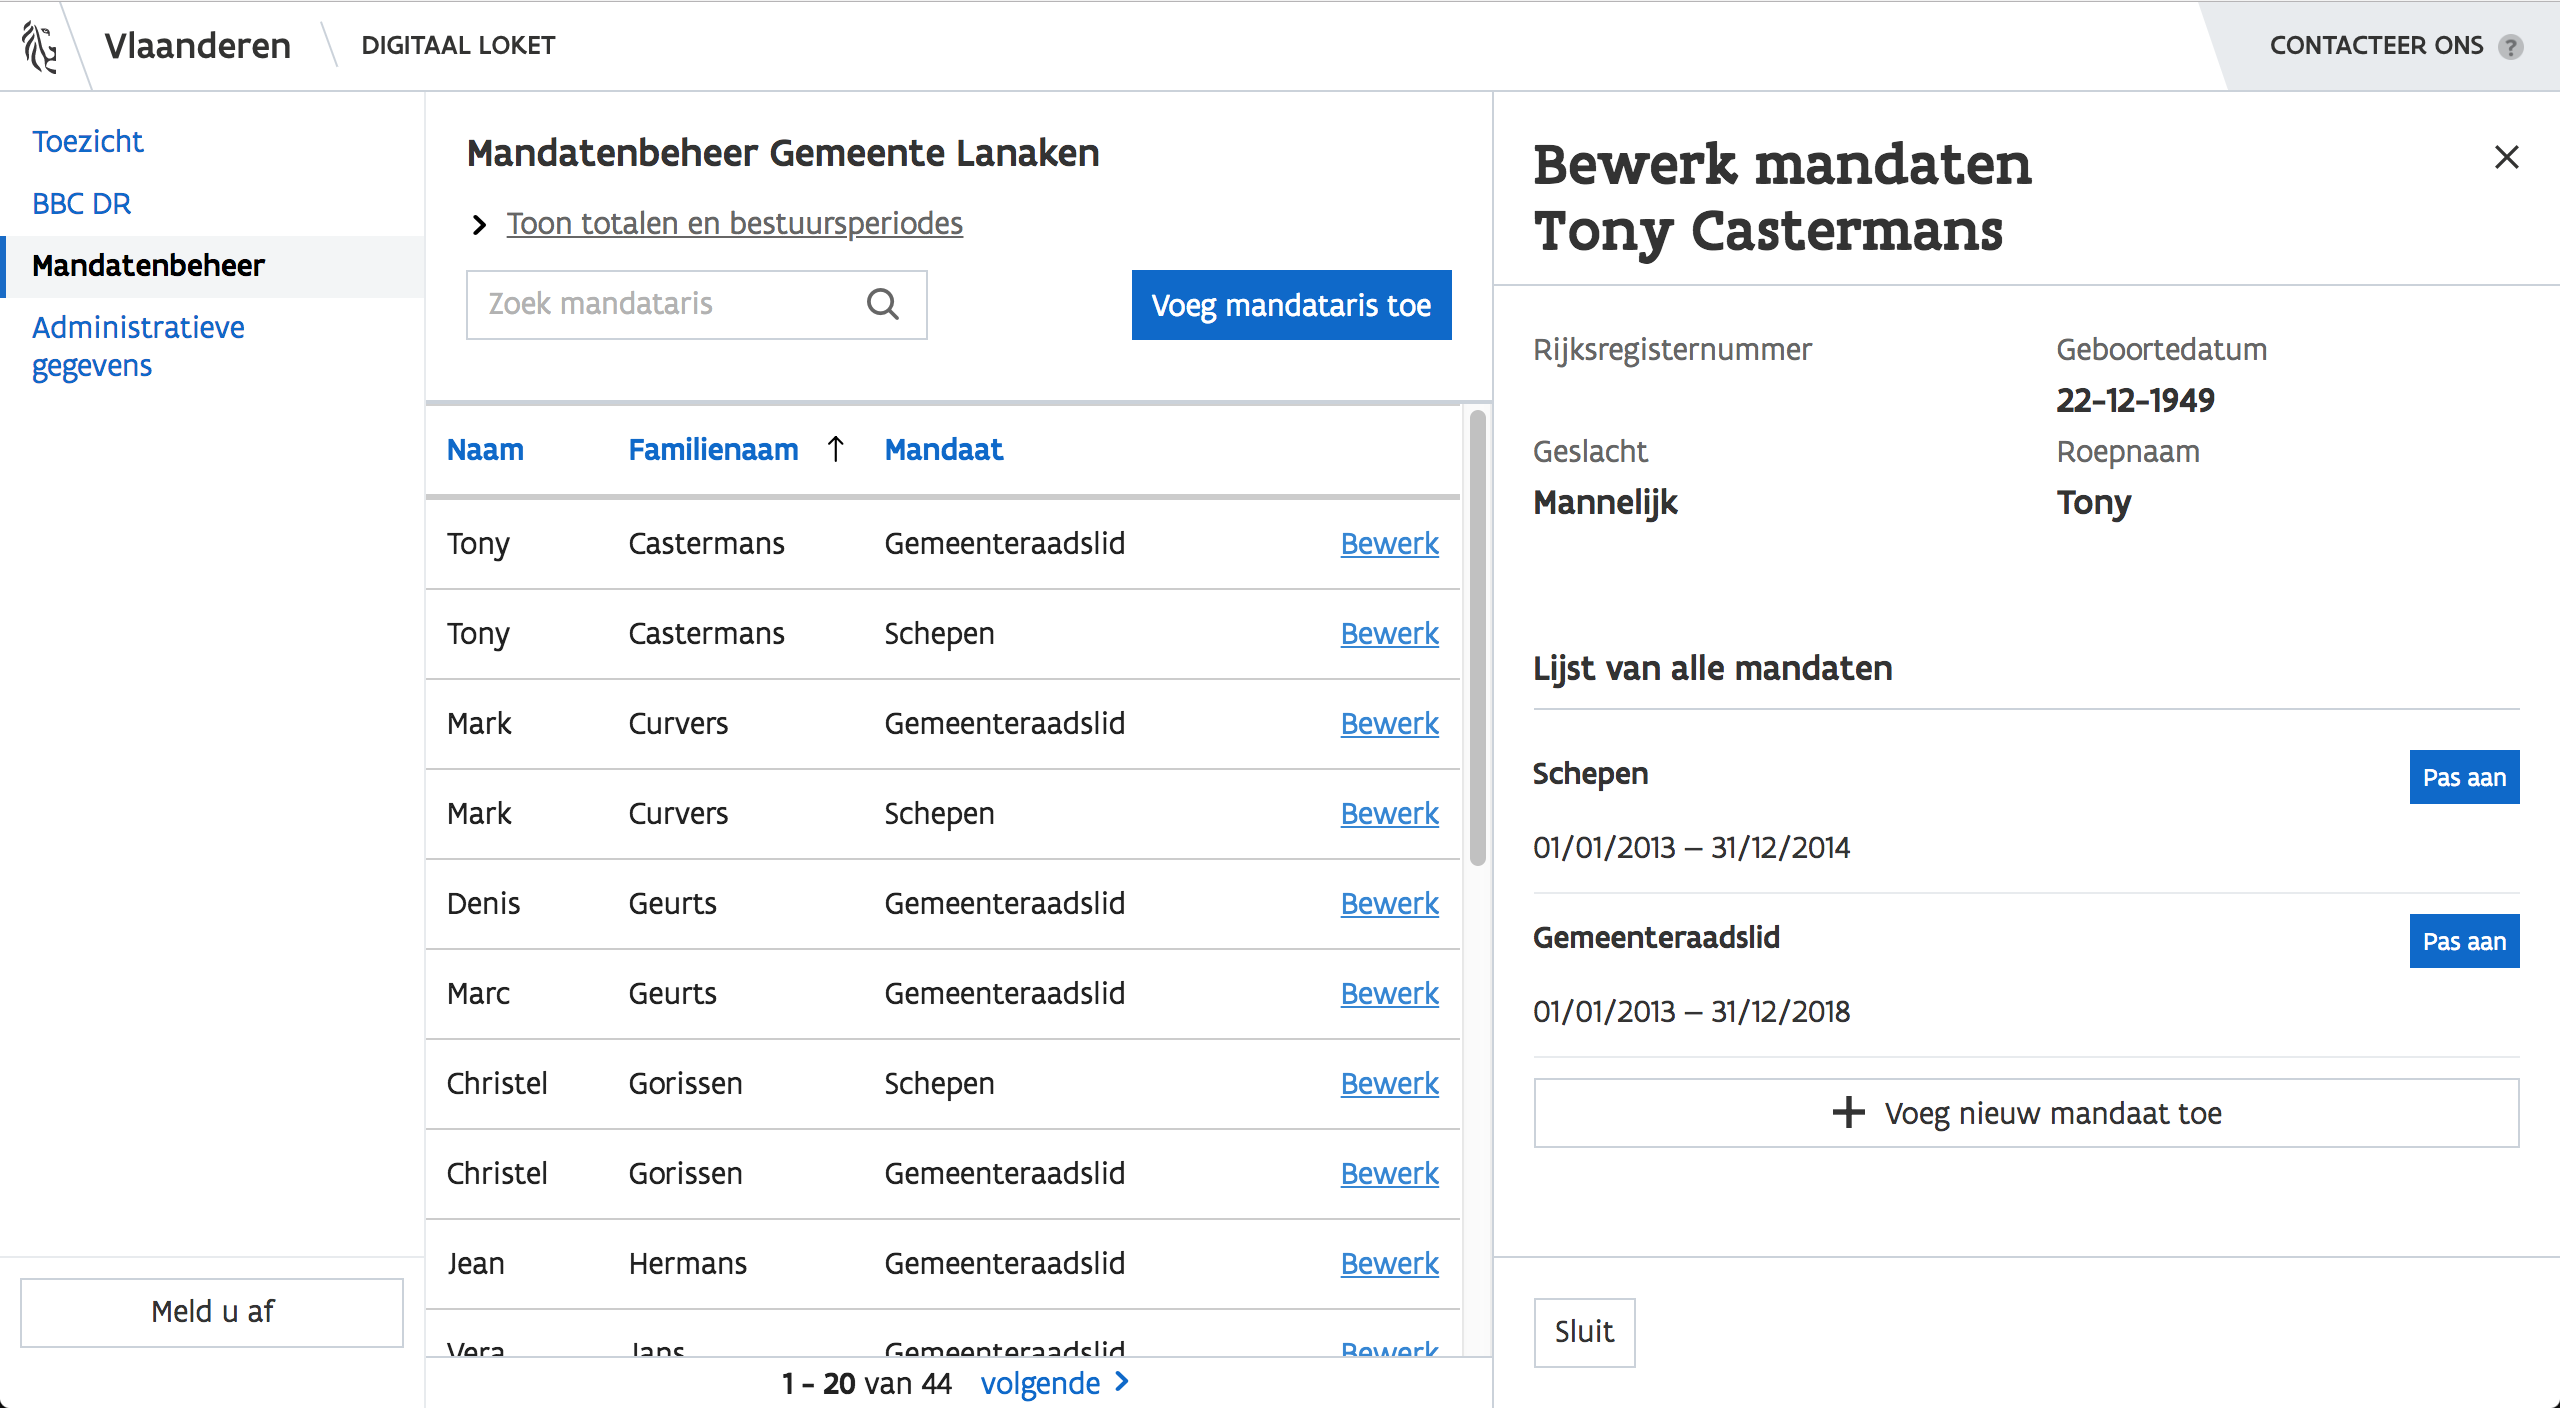 Vlaanderen
DIGITAAL LOKET
CONTACTEER ONS ?
Toezicht
BBC DR
Mandatenbeheer
Administratieve
gegevens
Meld u af
Mandatenbeheer Gemeente Lanaken
Toon totalen en bestuursperiodes
Zoek mandataris
Voeg mandataris toe
Naam Familienaam ↑ Mandaat
Tony Castermans Gemeenteraadslid Bewerk
Tony Castermans Schepen Bewerk
Mark Curvers Gemeenteraadslid Bewerk
Mark Curvers Schepen Bewerk
Denis Geurts Gemeenteraadslid Bewerk
Marc Geurts Gemeenteraadslid Bewerk
Christel Gorissen Schepen Bewerk
Christel Gorissen Gemeenteraadslid Bewerk
Jean Hermans Gemeenteraadslid Bewerk
Vera Jans Gemeenteraadslid Bewerk
1 - 20 van 44 volgende
Bewerk mandaten
Tony Castermans
Rijksregisternummer
Geboortedatum
22-12-1949
Geslacht
Mannelijk
Roepnaam
Tony
Lijst van alle mandaten
Schepen
Pas aan
01/01/2013 – 31/12/2014
Gemeenteraadslid
Pas aan
01/01/2013 – 31/12/2018
Voeg nieuw mandaat toe
Sluit